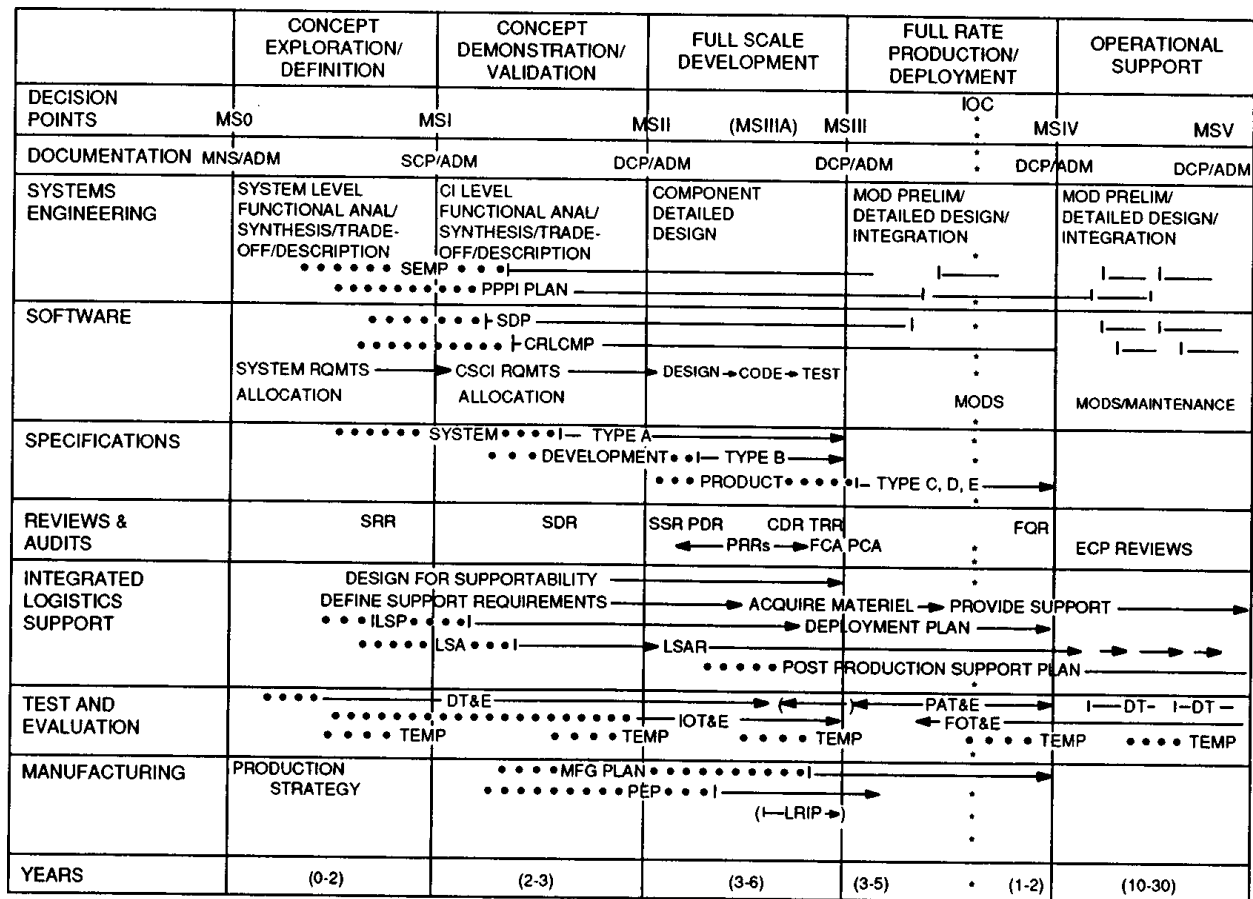 CONCEPT
EXPLORATION/
DEFINITION
CONCEPT
DEMONSTRATION/
VALIDATION
FULL SCALE
DEVELOPMENT
FULL RATE
PRODUCTION/
DEPLOYMENT
OPERATIONAL
SUPPORT
DECISION
POINTS
MS0
MSI
MSII
(MSIIIA)
MSIII
IOC
MSIV
MSV
DOCUMENTATION
MNS/ADM
SCP/ADM
DCP/ADM
DCP/ADM
DCP/ADM
DCP/ADM
SYSTEMS
ENGINEERING
SYSTEM LEVEL
FUNCTIONAL ANAL/
SYNTHESIS/TRADE-
OFF/DESCRIPTION
CI LEVEL
FUNCTIONAL ANAL/
SYNTHESIS/TRADE-
OFF/DESCRIPTION
COMPONENT
DETAILED
DESIGN
MOD PRELIM/
DETAILED DESIGN/
INTEGRATION
MOD PRELIM/
DETAILED DESIGN/
INTEGRATION
SEMP
PPPI PLAN
SOFTWARE
SDP
CRLCMP
SYSTEM RQMTS
ALLOCATION
CSCI RQMTS
ALLOCATION
DESIGN
CODE
TEST
MODS
MODS/MAINTENANCE
SPECIFICATIONS
SYSTEM
TYPE A
DEVELOPMENT
TYPE B
PRODUCT
TYPE C, D, E
REVIEWS &
AUDITS
SRR
SDR
SSR PDR
CDR TRR
FQR
PRRs
FCA PCA
ECP REVIEWS
INTEGRATED
LOGISTICS
SUPPORT
DESIGN FOR SUPPORTABILITY
DEFINE SUPPORT REQUIREMENTS
ACQUIRE MATERIEL
PROVIDE SUPPORT
ILSP
DEPLOYMENT PLAN
LSA
LSAR
POST PRODUCTION SUPPORT PLAN
TEST AND
EVALUATION
DT&E
( )
PAT&E
DT
DT
IOT&E
FOT&E
TEMP
TEMP
TEMP
TEMP
TEMP
MANUFACTURING
PRODUCTION
STRATEGY
MFG PLAN
PEP
(LRIP)
YEARS
(0-2)
(2-3)
(3-6)
(3-5)
(1-2)
(10-30)